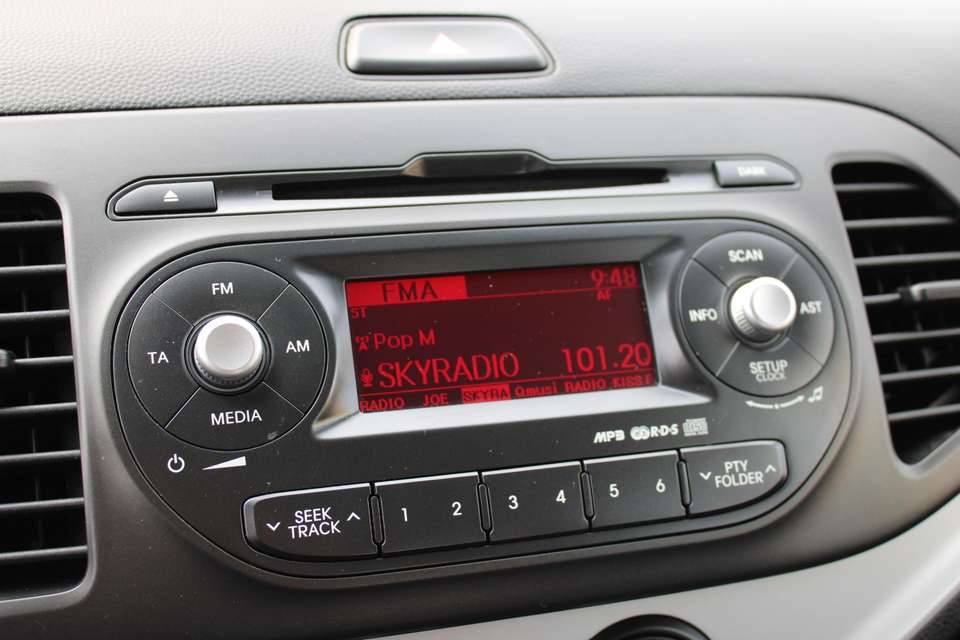 DARK
FM
TA
AM
MEDIA
FMA
9:48
ST
AF
Pop M
SKYRADIO 101.20
RADIO JOE SKYRA Qmusi RADIO KISS F
SCAN
INFO
AST
SETUP
CLOCK
MP3 R·D·S
SEEK
TRACK
1 2 3 4 5 6
PTY
FOLDER